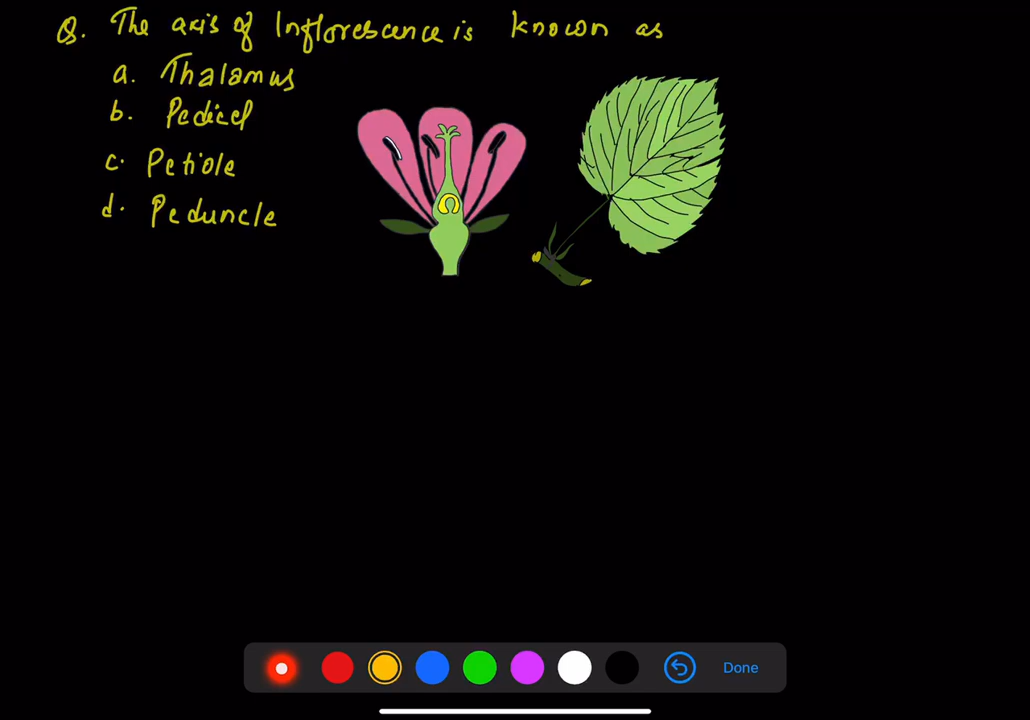 Q. The axis of Inflorescence is known as
a. Thalamus
b. Pedicel
c. Petiole
d. Peduncle
Done